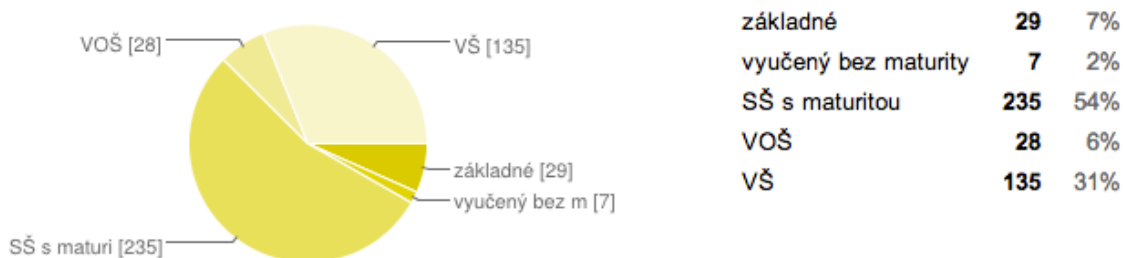 VOŠ [28]
VŠ [135]
základné [29]
vyučený bez m [7]
SŠ s maturi [235]
základné 29 7%
vyučený bez maturity 7 2%
SŠ s maturitou 235 54%
VOŠ 28 6%
VŠ 135 31%